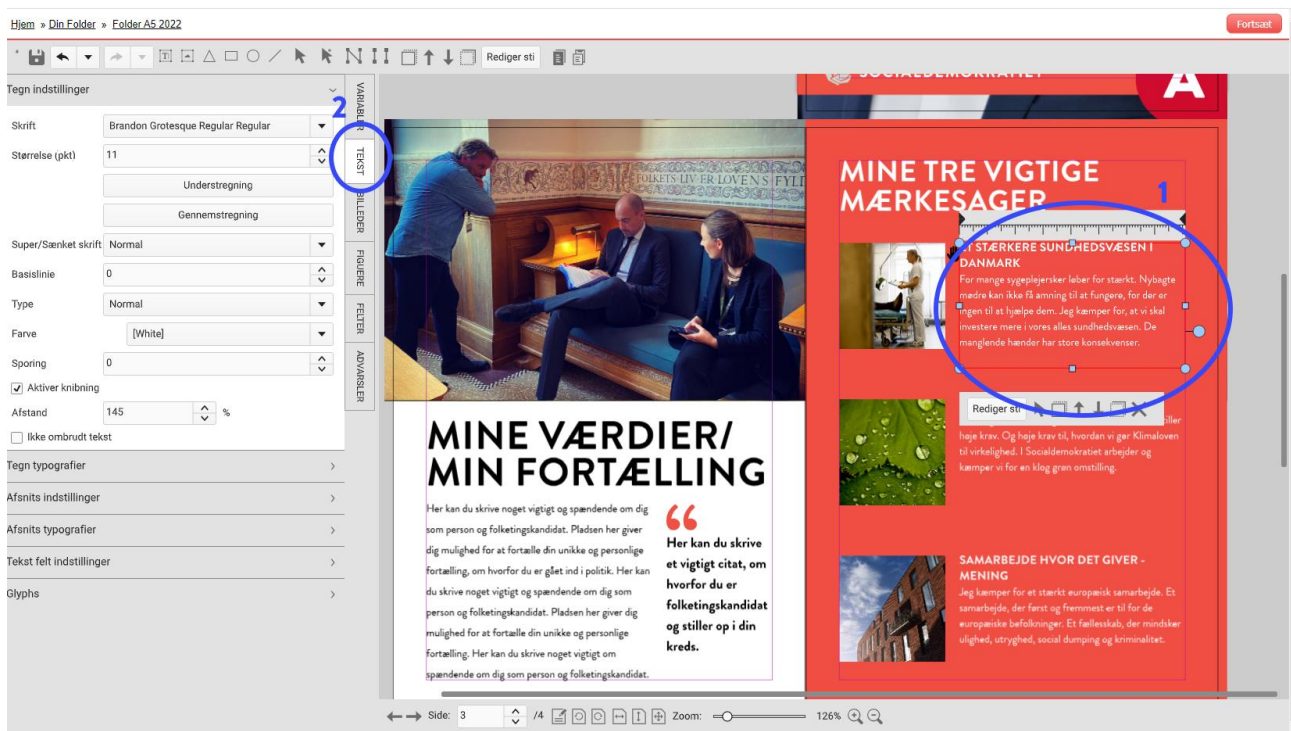 Hjem » Din Folder » Folder A5 2022
Fortsæt
Rediger sti
Tegn indstillinger
Skrift Brandon Grotesque Regular Regular
Størrelse (pkt) 11
Understregning
Gennemstregning
Super/Sænket skrift Normal
Basislinie 0
Type Normal
Farve [White]
Sporing 0
Aktiver knibning
Afstand 145 %
Ikke ombrudt tekst
Tegn typografier
Afsnits indstillinger
Afsnits typografier
Tekst felt indstillinger
Glyphs
VARIABLER
TEKST
BILLEDER
FIGURE
FELTER
ADVARSLER
2
SOCIALDEMOKRATIET
A
FOLKETS LIV ER LOVENS FYLD
MINE TRE VIGTIGE
MÆRKESAGER
1
ET STÆRKERE SUNDHEDSVÆSEN I
DANMARK
For mange sygeplejersker løber for stærkt. Nybagte
mødre kan ikke få amning til at fungere, for der er
ingen til at hjælpe dem. Jeg kæmper for, at vi skal
investere mere i vores alles sundhedsvæsen. De
manglende hænder har store konsekvenser.
Rediger sti
stiller
høje krav. Og høje krav til, hvordan vi gør Klimaloven
til virkelighed. I Socialdemokratiet arbejder og
kæmper vi for en klog grøn omstilling.
SAMARBEJDE HVOR DET GIVER -
MENING
Jeg kæmper for et stærkt europæisk samarbejde. Et
samarbejde, der først og fremmest er til for de
europæiske befolkninger. Et fællesskab, der mindsker
ulighed, utryghed, social dumping og kriminalitet.
MINE VÆRDIER/
MIN FORTÆLLING
Her kan du skrive noget vigtigt og spændende om dig
som person og folketingskandidat. Pladsen her giver
dig mulighed for at fortælle din unikke og personlige
fortælling, om hvorfor du er gået ind i politik. Her kan
du skrive noget vigtigt og spændende om dig som
person og folketingskandidat. Pladsen her giver dig
mulighed for at fortælle din unikke og personlige
fortælling. Her kan du skrive noget vigtigt om
spændende om dig som person og folketingskandidat.
“
Her kan du skrive
et vigtigt citat, om
hvorfor du er
folketingskandidat
og stiller op i din
kreds.
Side: 3 /4 Zoom: 126%